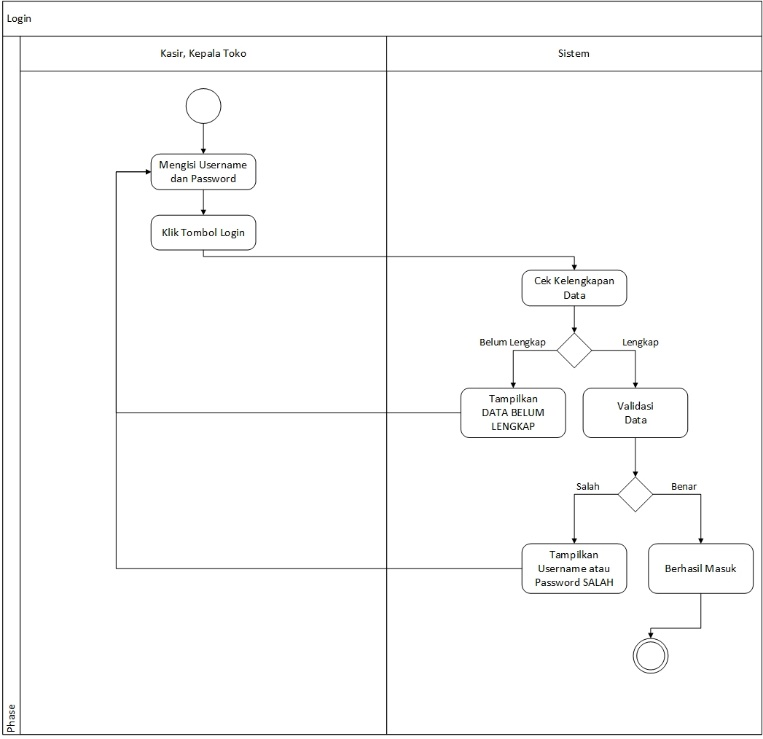 Login
Kasir, Kepala Toko
Sistem
Mengisi Username
dan Password
Klik Tombol Login
Cek Kelengkapan
Data
Belum Lengkap
Lengkap
Tampilkan
DATA BELUM
LENGKAP
Validasi
Data
Salah
Benar
Tampilkan
Username atau
Password SALAH
Berhasil Masuk
Phase